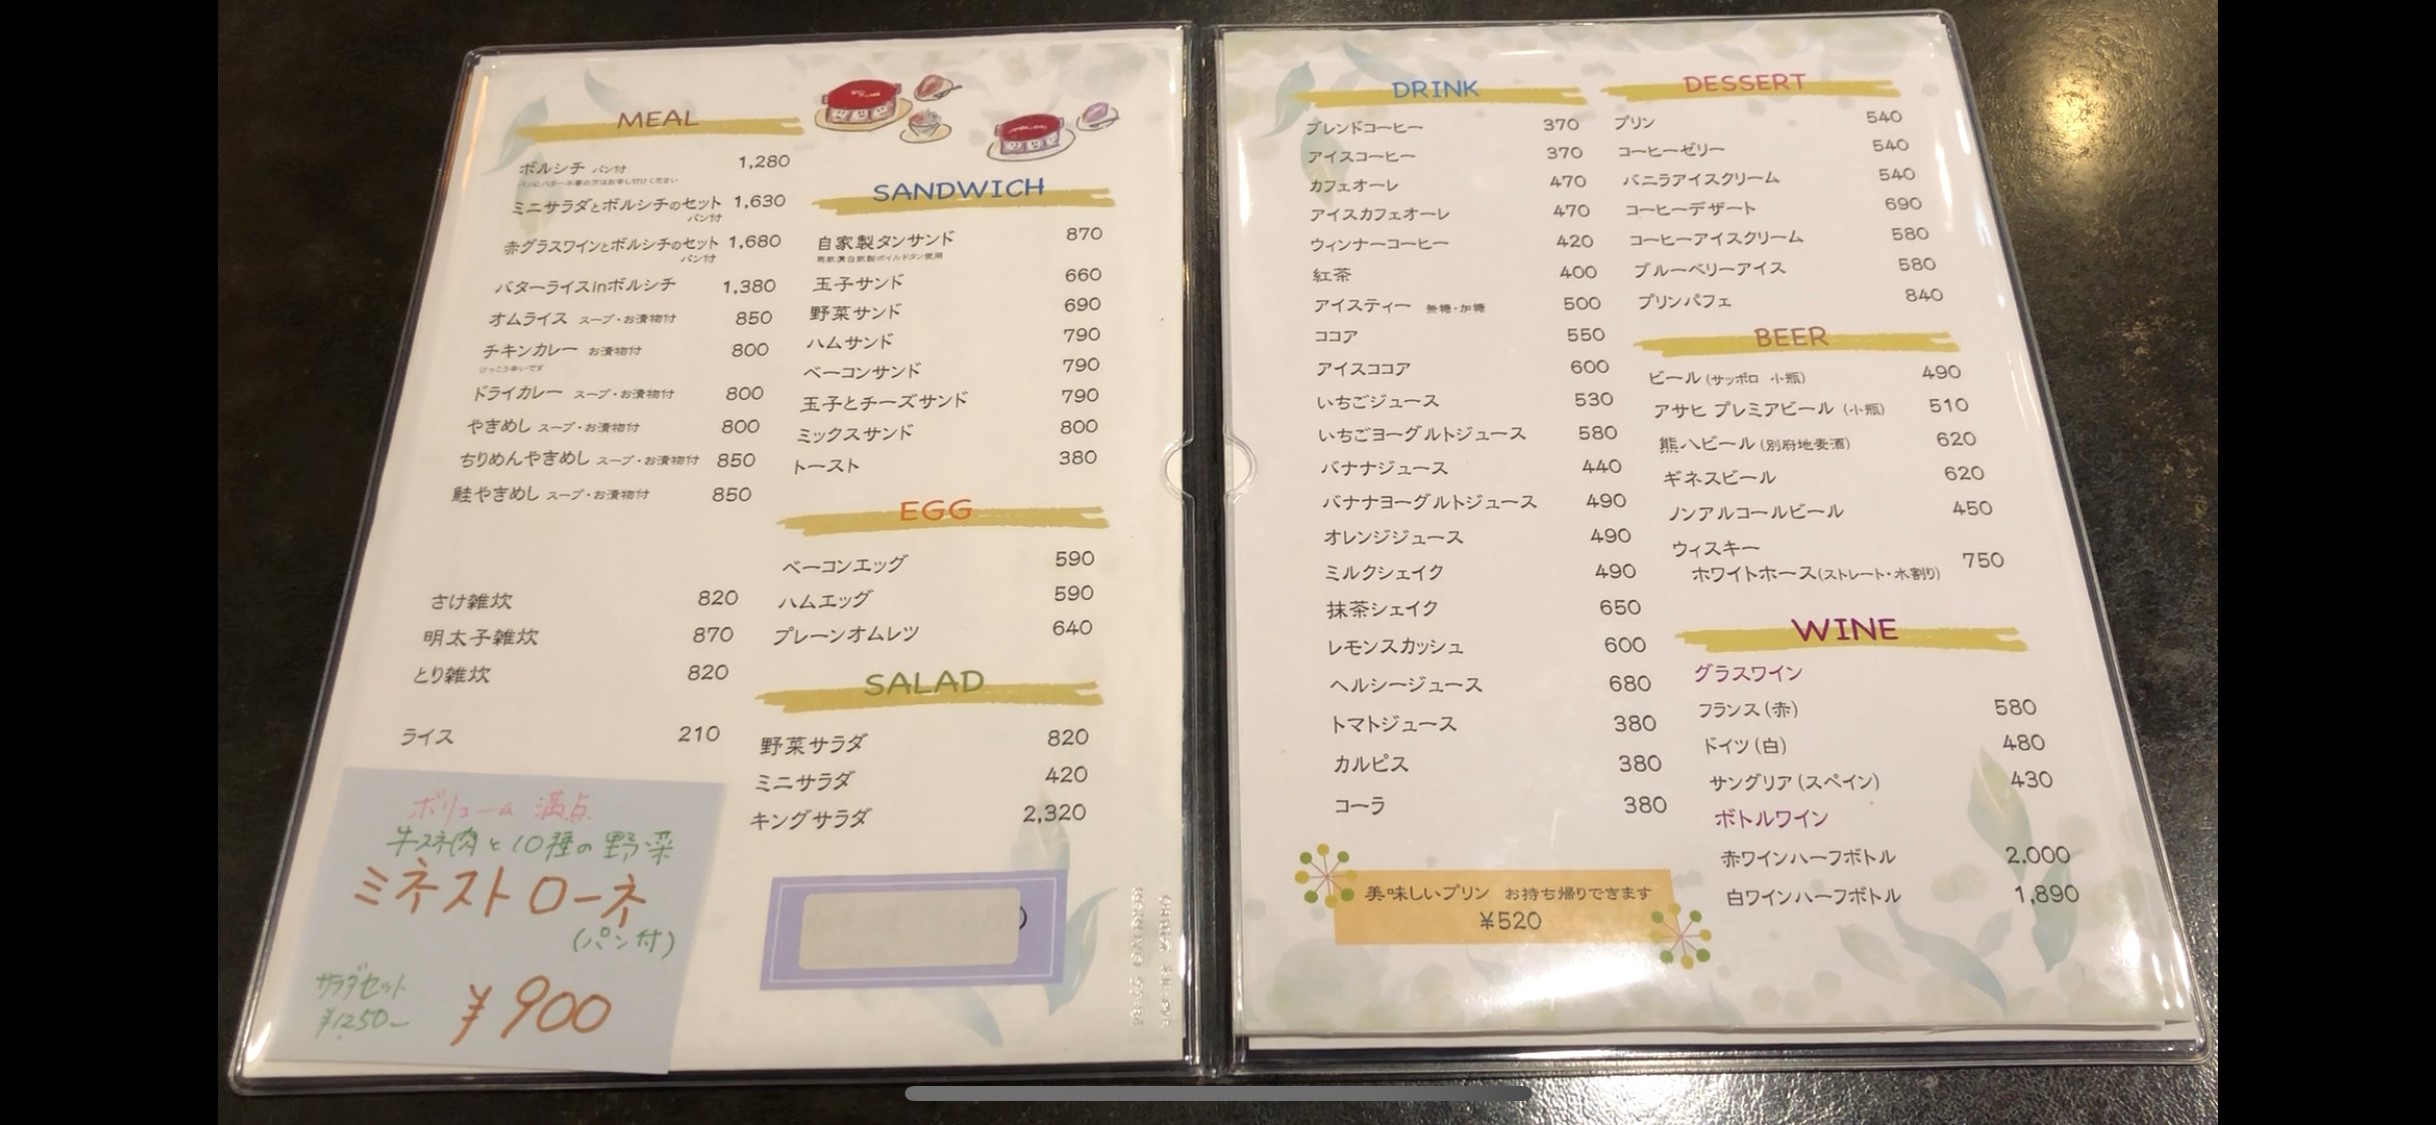 MEAL
ボルシチ パン付 1,280
ミニサラダとボルシチのセット 1,630
パン付
赤グラスワインとボルシチのセット 1,680
パン付
バターライスinボルシチ 1,380
オムライス スープ・お漬物付 850
チキンカレー お漬物付 800
けっこう辛いです
ドライカレー スープ・お漬物付 800
やきめし スープ・お漬物付 800
ちりめんやきめし スープ・お漬物付 850
鮭やきめし スープ・お漬物付 850
さけ雑炊 820
明太子雑炊 870
とり雑炊 820
ライス 210
ボリューム 満点
牛スネ肉と10種の野菜
ミネストローネ
(パン付)
サラダセット
¥1250-
¥900
SANDWICH
自家製タンサンド 870
玉子サンド 660
野菜サンド 690
ハムサンド 790
ベーコンサンド 790
玉子とチーズサンド 790
ミックスサンド 800
トースト 380
EGG
ベーコンエッグ 590
ハムエッグ 590
プレーンオムレツ 640
SALAD
野菜サラダ 820
ミニサラダ 420
キングサラダ 2,320
DRINK
ブレンドコーヒー 370
アイスコーヒー 370
カフェオーレ 470
アイスカフェオーレ 470
ウィンナーコーヒー 420
紅茶 400
アイスティー 無糖・加糖 500
ココア 550
アイスココア 600
いちごジュース 530
いちごヨーグルトジュース 580
バナナジュース 440
バナナヨーグルトジュース 490
オレンジジュース 490
ミルクシェイク 490
抹茶シェイク 650
レモンスカッシュ 600
ヘルシージュース 680
トマトジュース 380
カルピス 380
コーラ 380
美味しいプリン お持ち帰りできます
¥520
DESSERT
プリン 540
コーヒーゼリー 540
バニラアイスクリーム 540
コーヒーデザート 690
コーヒーアイスクリーム 580
ブルーベリーアイス 580
プリンパフェ 840
BEER
ビール(サッポロ 小瓶) 490
アサヒ プレミアビール (小瓶) 510
熊八ビール(別府地麦酒) 620
ギネスビール 620
ノンアルコールビール 450
ウィスキー
ホワイトホース(ストレート・水割り) 750
WINE
グラスワイン
フランス(赤) 580
ドイツ(白) 480
サングリア(スペイン) 430
ボトルワイン
赤ワインハーフボトル 2.000
白ワインハーフボトル 1,890